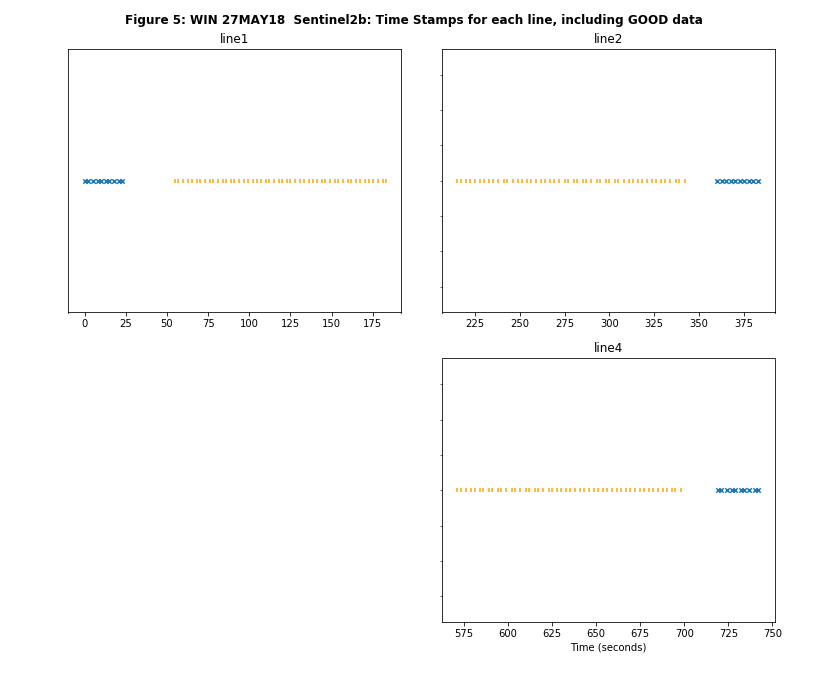 Figure 5: WIN 27MAY18  Sentinel2b: Time Stamps for each line, including GOOD data
line1
line2
0 25 50 75 100 125 150 175
225 250 275 300 325 350 375
line4
575 600 625 650 675 700 725 750
Time (seconds)